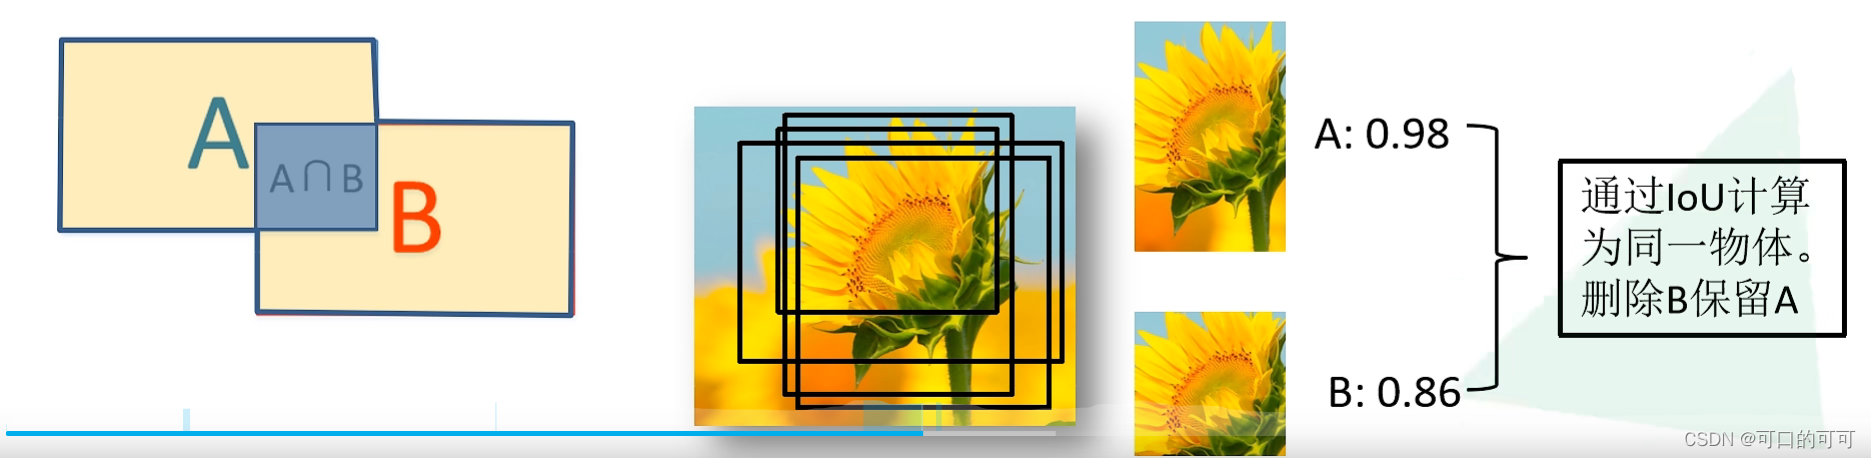 A
A∩B
B
A: 0.98
B: 0.86
通过IoU计算
为同一物体。
删除B保留A
CSDN @可口的可可